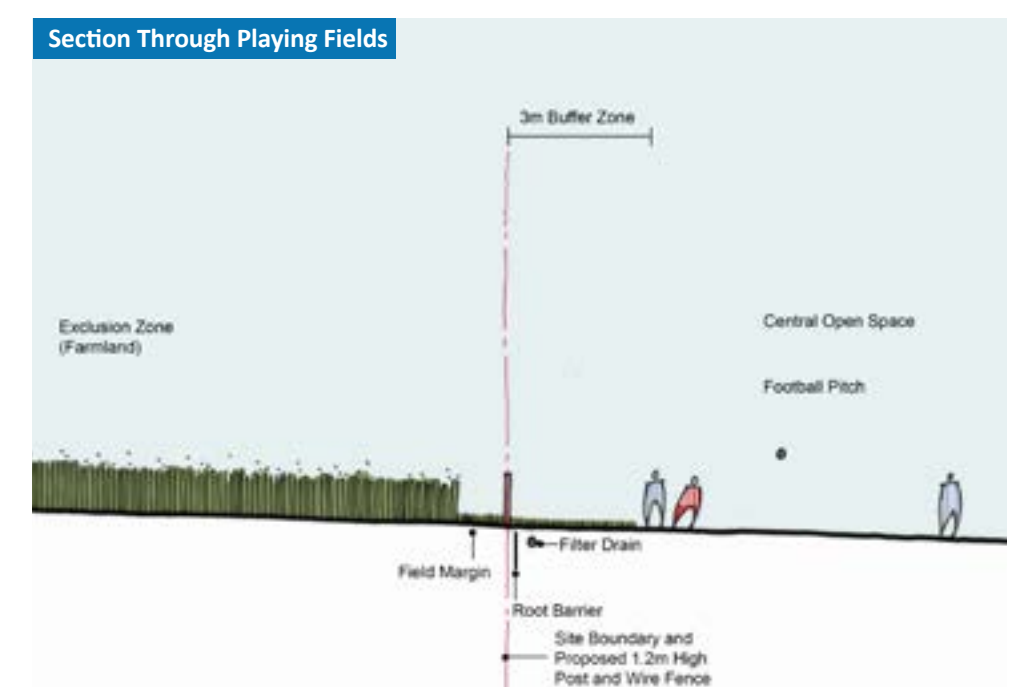 Section Through Playing Fields
3m Buffer Zone
Exclusion Zone
(Farmland)
Central Open Space
Football Pitch
Filter Drain
Field Margin
Root Barrier
Site Boundary and
Proposed 1.2m High
Post and Wire Fence